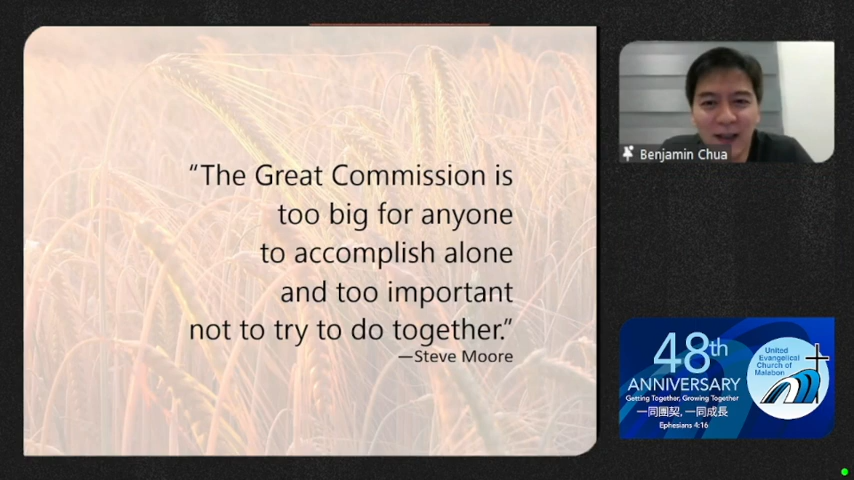 “The Great Commission is
too big for anyone
to accomplish alone
and too important
not to try to do together.”
—Steve Moore
Benjamin Chua
48th
ANNIVERSARY
Getting Together, Growing Together
一同團契, 一同成長
Ephesians 4:16
United
Evangelical
Church of
Malabon